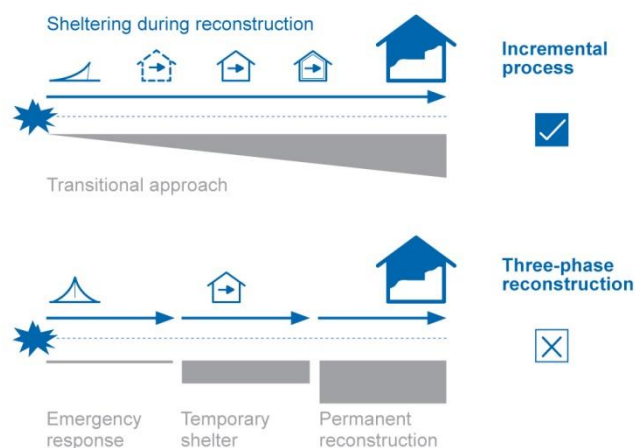 Sheltering during reconstruction
Incremental
process
Transitional approach
Three-phase
reconstruction
Emergency
response
Temporary
shelter
Permanent
reconstruction